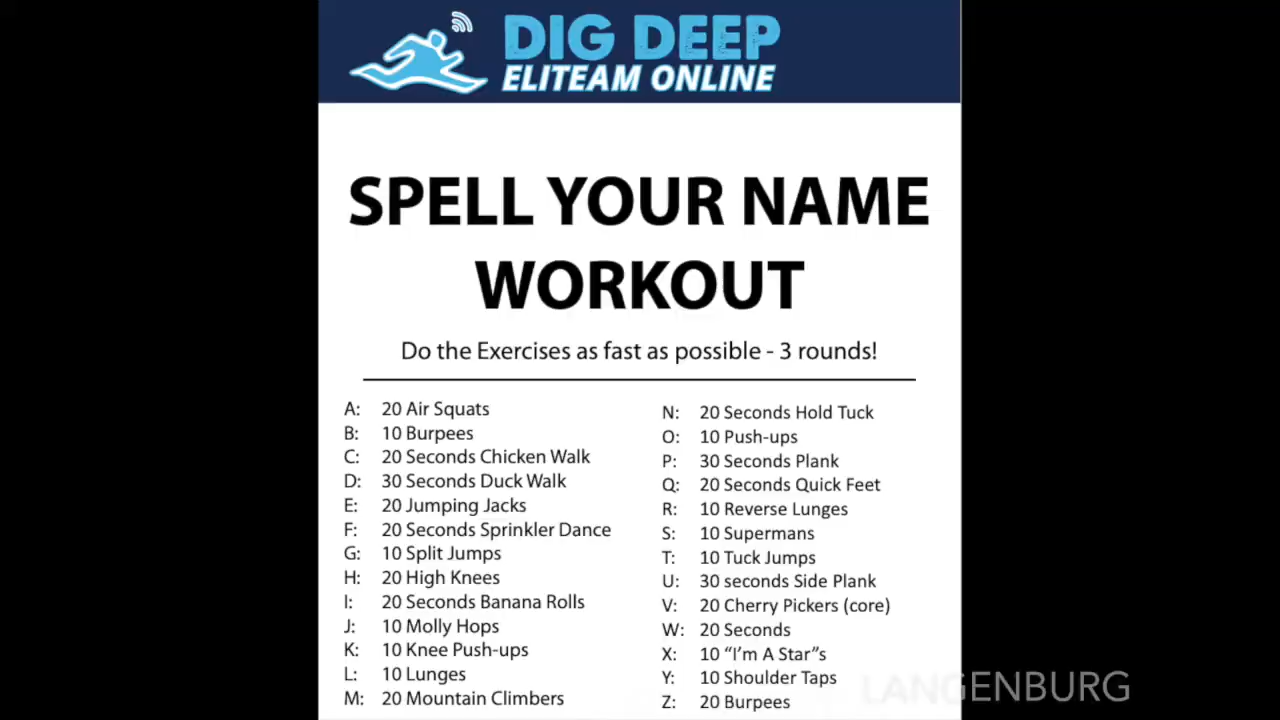 DIG DEEP
ELITEAM ONLINE
SPELL YOUR NAME
WORKOUT
Do the Exercises as fast as possible - 3 rounds!
A: 20 Air Squats
B: 10 Burpees
C: 20 Seconds Chicken Walk
D: 30 Seconds Duck Walk
E: 20 Jumping Jacks
F: 20 Seconds Sprinkler Dance
G: 10 Split Jumps
H: 20 High Knees
I: 20 Seconds Banana Rolls
J: 10 Molly Hops
K: 10 Knee Push-ups
L: 10 Lunges
M: 20 Mountain Climbers
N: 20 Seconds Hold Tuck
O: 10 Push-ups
P: 30 Seconds Plank
Q: 20 Seconds Quick Feet
R: 10 Reverse Lunges
S: 10 Supermans
T: 10 Tuck Jumps
U: 30 seconds Side Plank
V: 20 Cherry Pickers (core)
W: 20 Seconds
X: 10 “I’m A Star”s
Y: 10 Shoulder Taps
Z: 20 Burpees
LANGENBURG